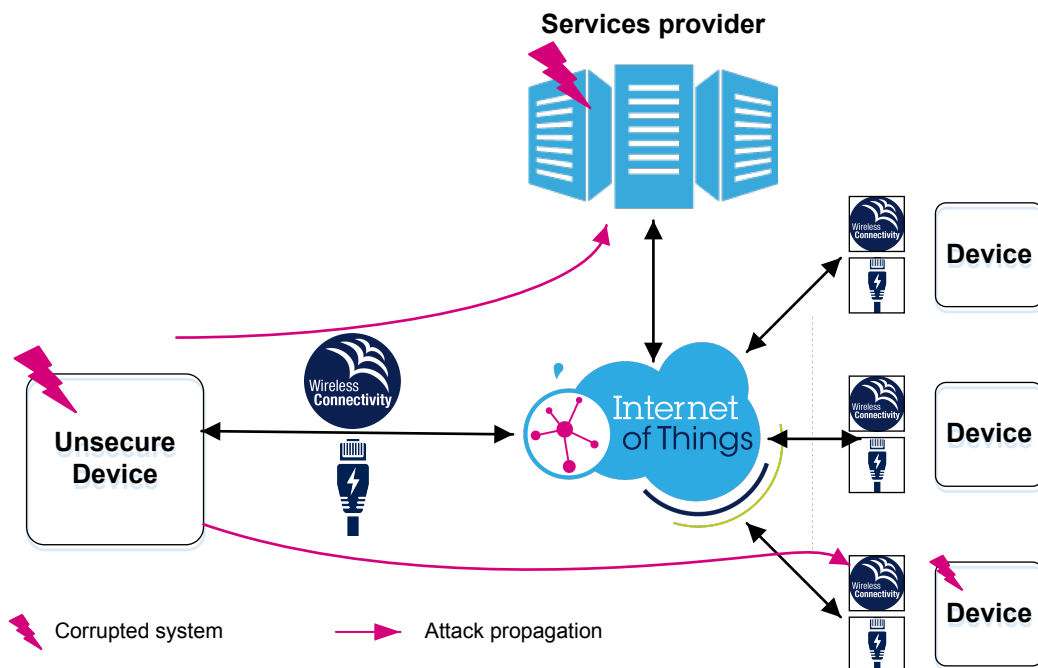 Services provider
Wireless
Connectivity
Device
Wireless
Connectivity
Unsecure
Device
Internet
of Things
Wireless
Connectivity
Device
Wireless
Connectivity
Device
Corrupted system
Attack propagation